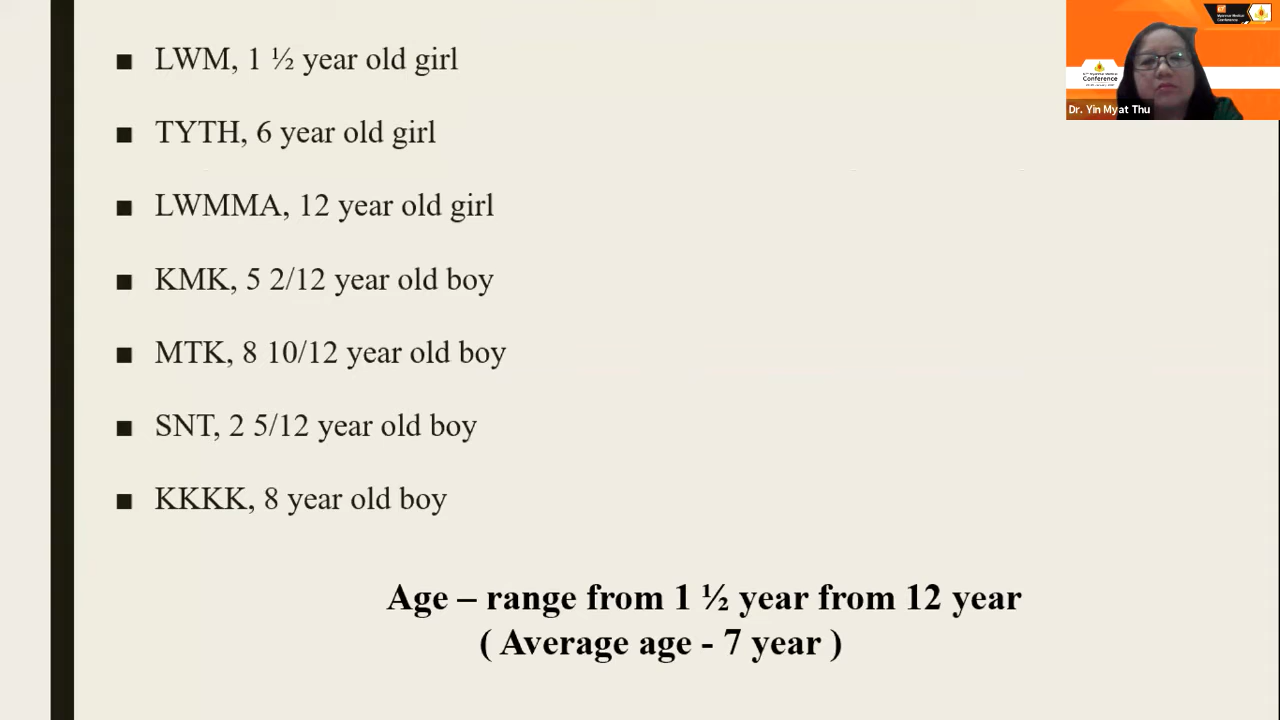 ■ LWM, 1 ½ year old girl
■ TYTH, 6 year old girl
■ LWMMA, 12 year old girl
■ KMK, 5 2/12 year old boy
■ MTK, 8 10/12 year old boy
■ SNT, 2 5/12 year old boy
■ KKKK, 8 year old boy
Age – range from 1 ½ year from 12 year
( Average age - 7 year )
Myanmar Medical
Conference
Conference
Dr. Yin Myat Thu